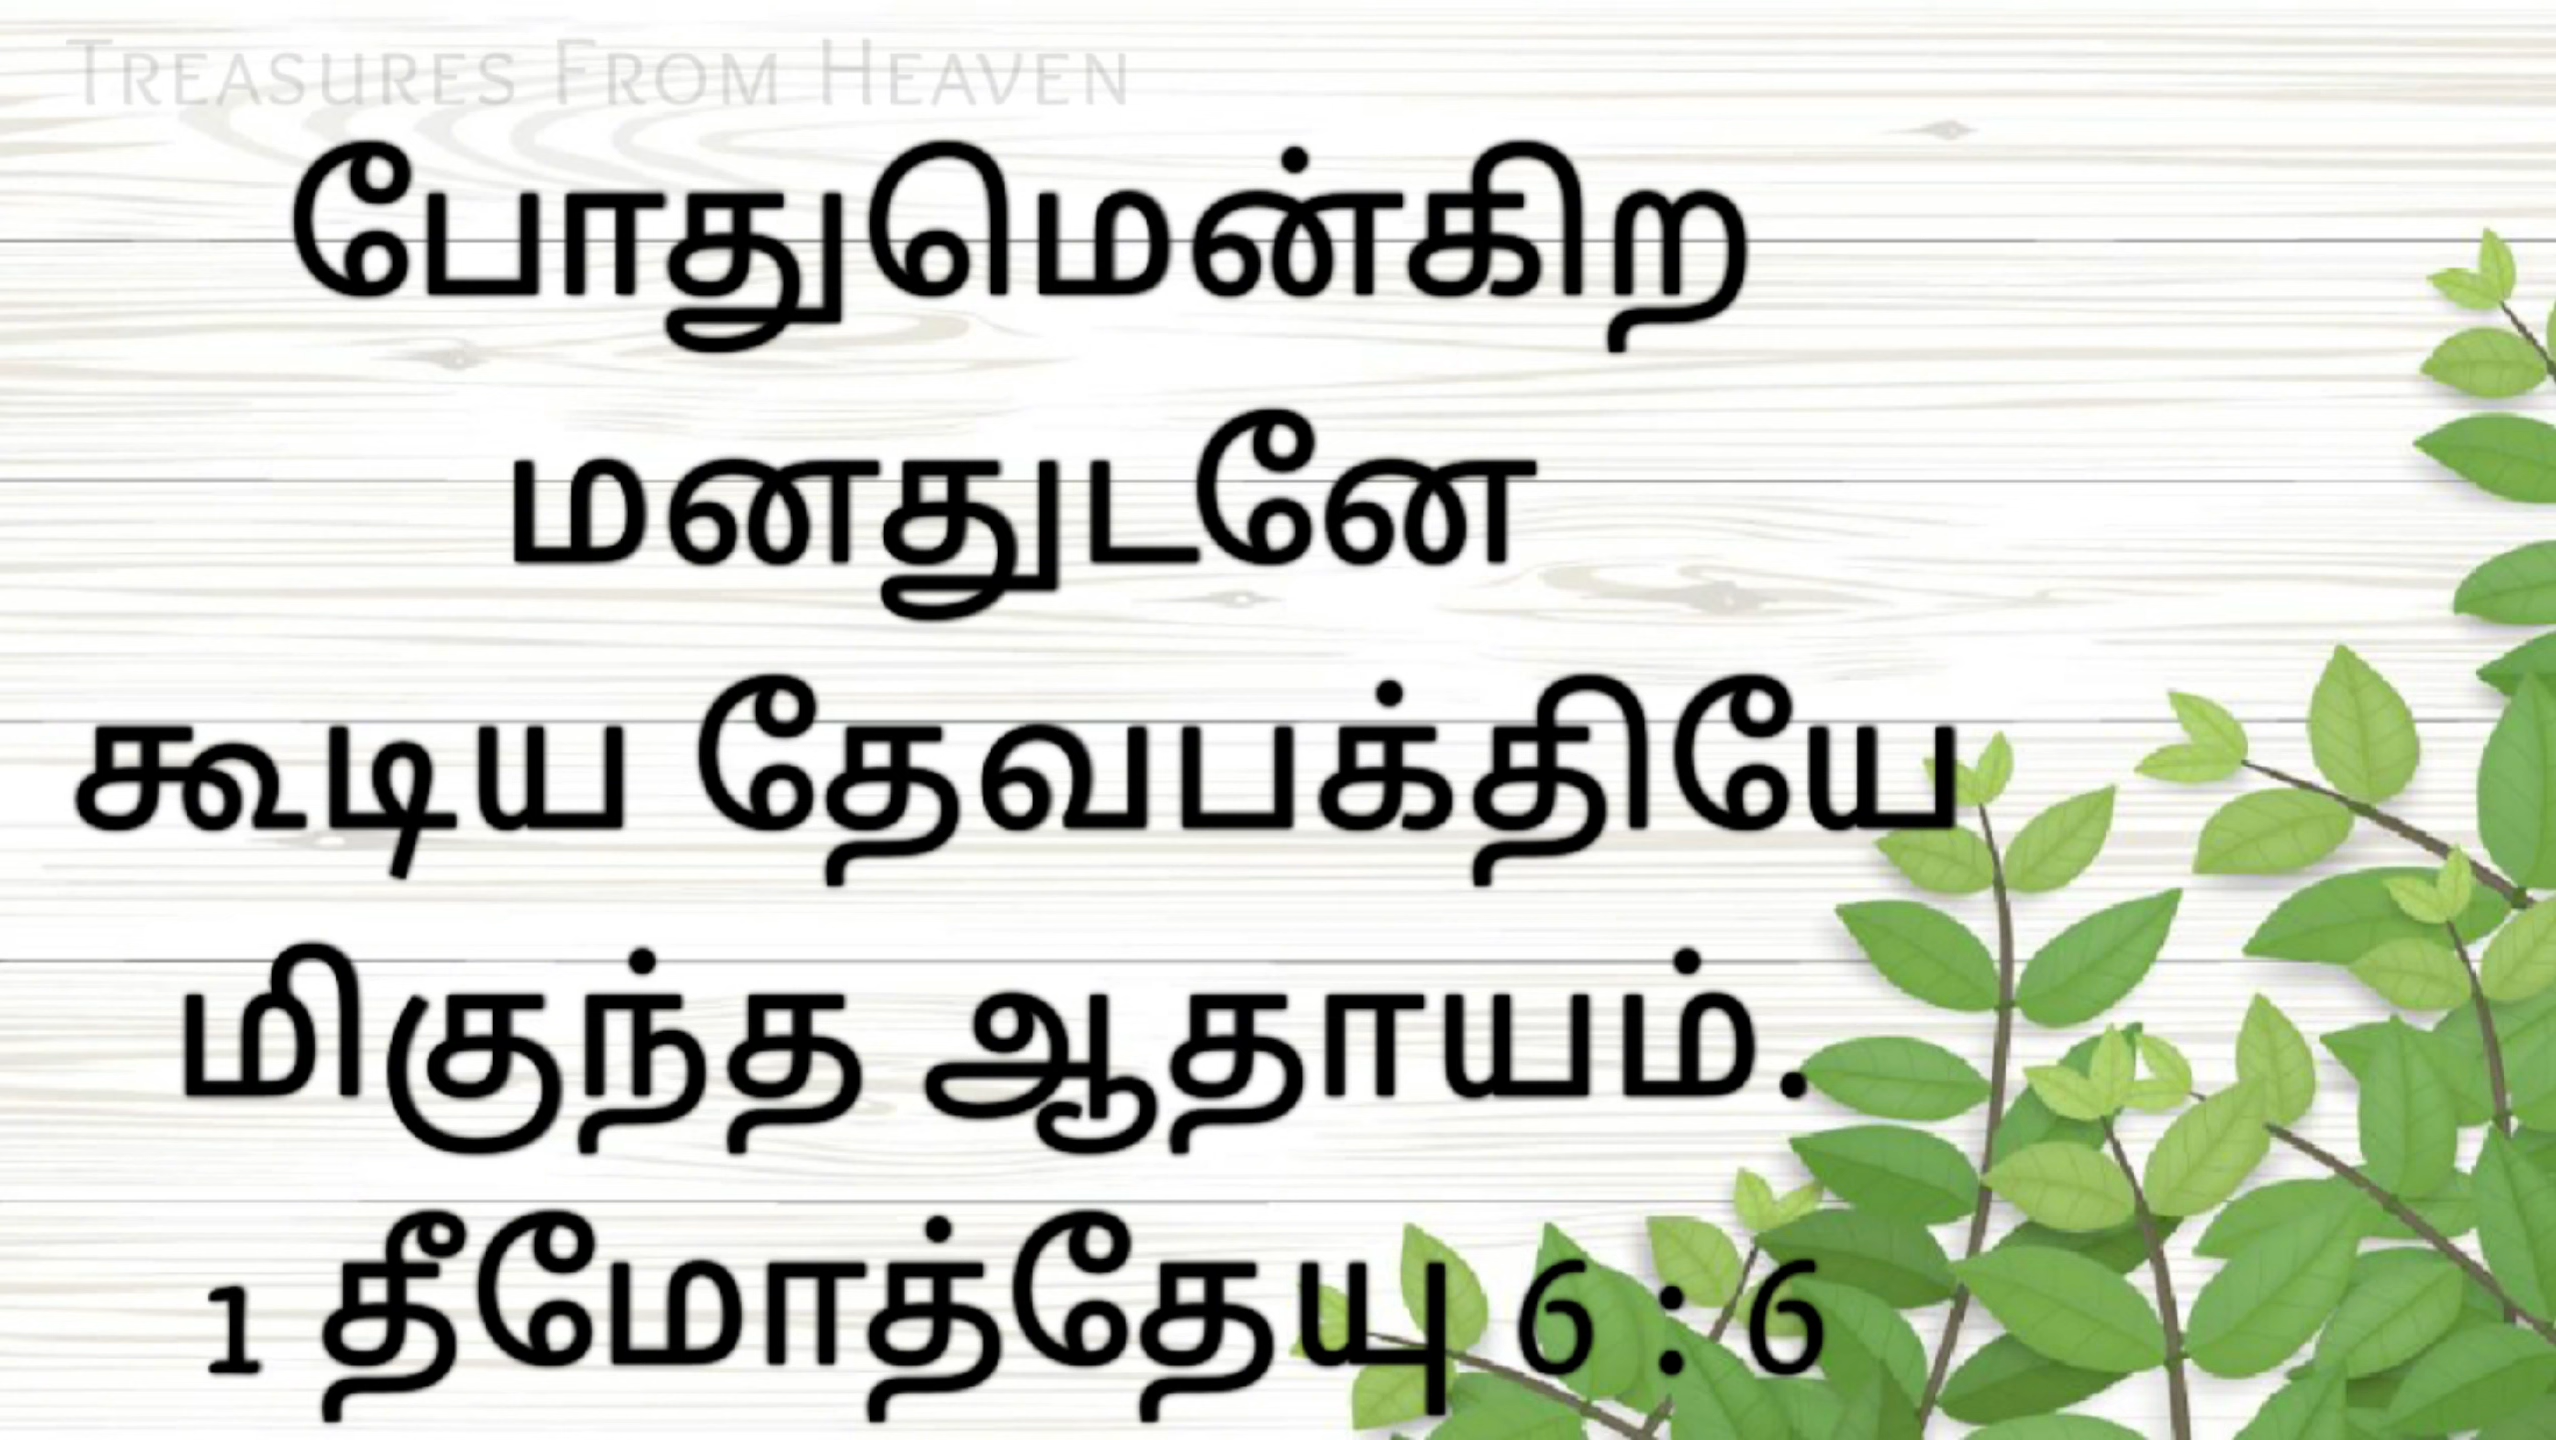 Treasures From Heaven
போதுமென்கிற
மனதுடனே
கூடிய தேவபக்தியே
மிகுந்த ஆதாயம்.
1 தீமோத்தேயு 6 : 6